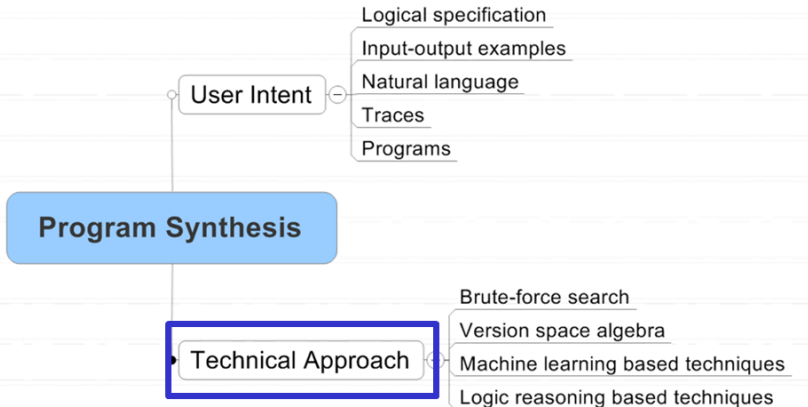 Logical specification
Input-output examples
User Intent
Natural language
Traces
Programs
Program Synthesis
Brute-force search
Version space algebra
Technical Approach
Machine learning based techniques
Logic reasoning based techniques